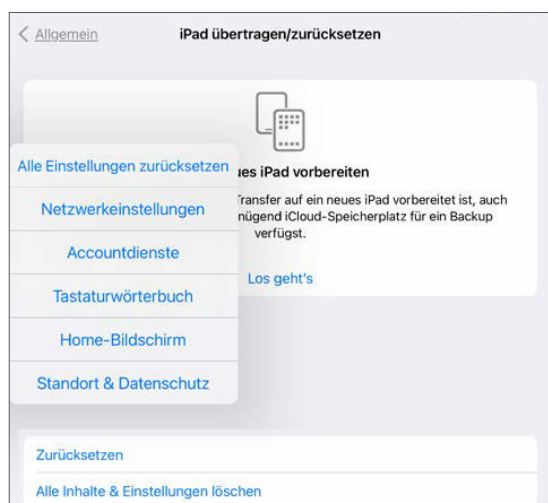 Allgemein
iPad übertragen/zurücksetzen
ues iPad vorbereiten
Transfer auf ein neues iPad vorbereitet ist, auch
nügend iCloud-Speicherplatz für ein Backup
verfügst.
Los geht's
Alle Einstellungen zurücksetzen
Netzwerkeinstellungen
Accountdienste
Tastaturwörterbuch
Home-Bildschirm
Standort & Datenschutz
Zurücksetzen
Alle Inhalte & Einstellungen löschen